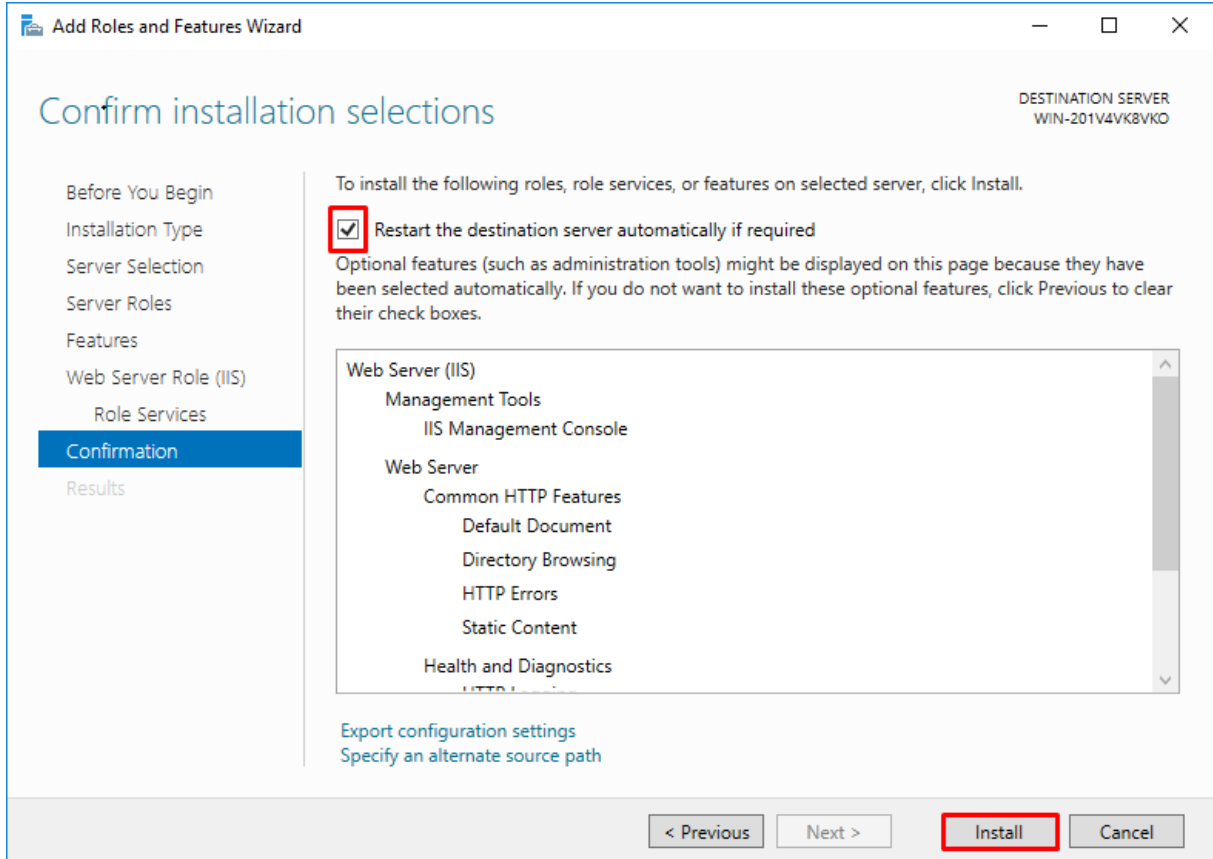 Add Roles and Features Wizard
Confirm installation selections
DESTINATION SERVER
WIN-201V4VK8VKO
Before You Begin
Installation Type
Server Selection
Server Roles
Features
Web Server Role (IIS)
Role Services
Confirmation
Results
To install the following roles, role services, or features on selected server, click Install.
Restart the destination server automatically if required
Optional features (such as administration tools) might be displayed on this page because they have
been selected automatically. If you do not want to install these optional features, click Previous to clear
their check boxes.
Web Server (IIS)
Management Tools
IIS Management Console
Web Server
Common HTTP Features
Default Document
Directory Browsing
HTTP Errors
Static Content
Health and Diagnostics
Export configuration settings
Specify an alternate source path
< Previous
Next >
Install
Cancel